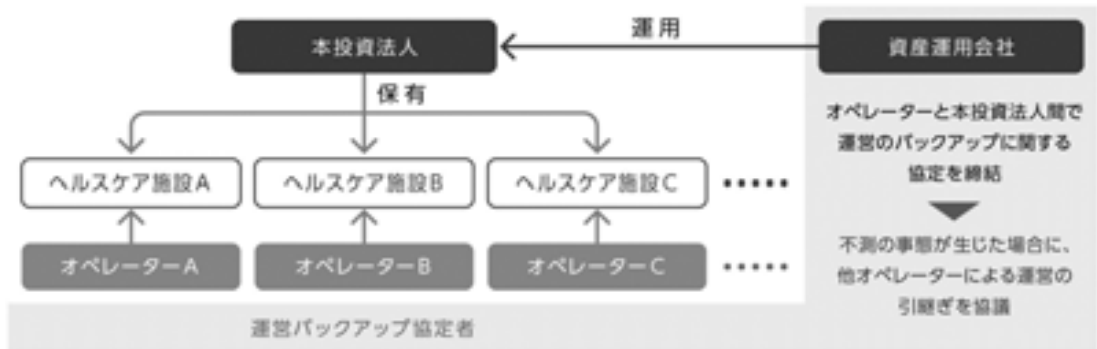 本投資法人
運用
資産運用会社
保有
オペレーターと本投資法人間で
運営のバックアップに関する
協定を締結
ヘルスケア施設A
ヘルスケア施設B
ヘルスケア施設C
•••••
不測の事態が生じた場合に、
他オペレーターによる運営の
引継ぎを協議
オペレーターA
オペレーターB
オペレーターC
•••••
運営バックアップ協定者